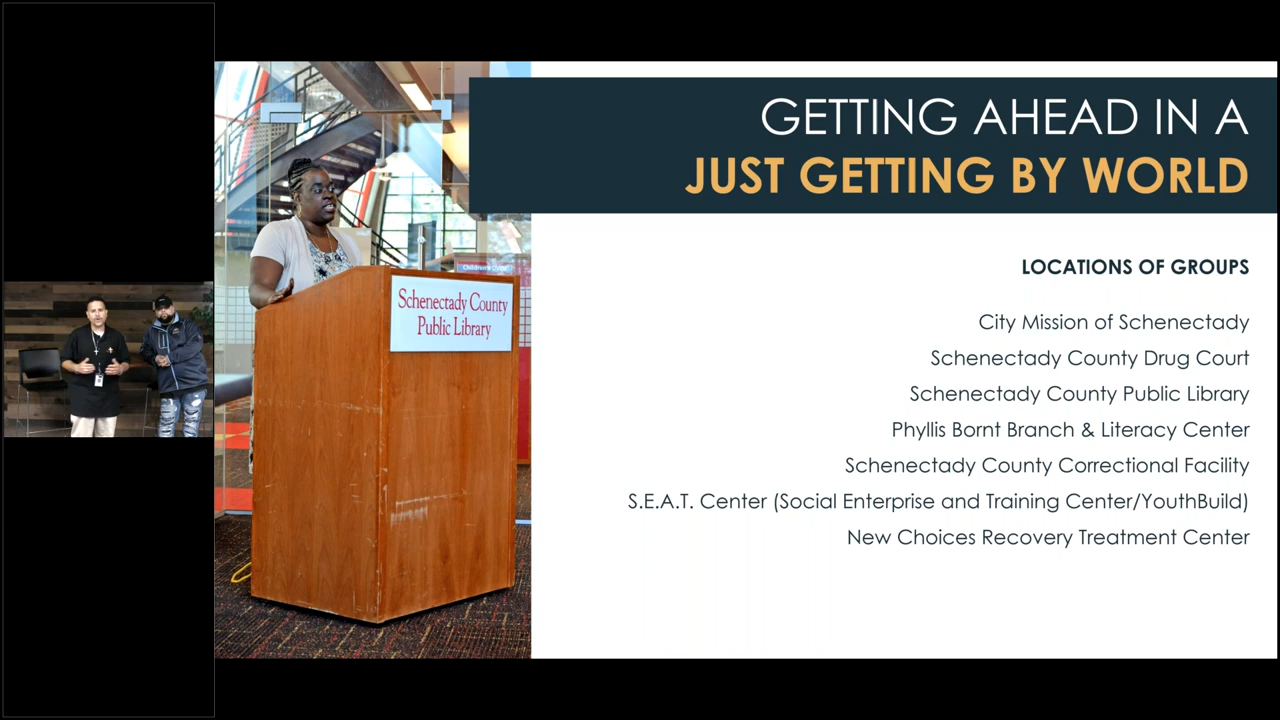 GETTING AHEAD IN A
JUST GETTING BY WORLD
LOCATIONS OF GROUPS
City Mission of Schenectady
Schenectady County Drug Court
Schenectady County Public Library
Phyllis Bornt Branch & Literacy Center
Schenectady County Correctional Facility
S.E.A.T. Center (Social Enterprise and Training Center/YouthBuild)
New Choices Recovery Treatment Center
Schenectady County
Public Library